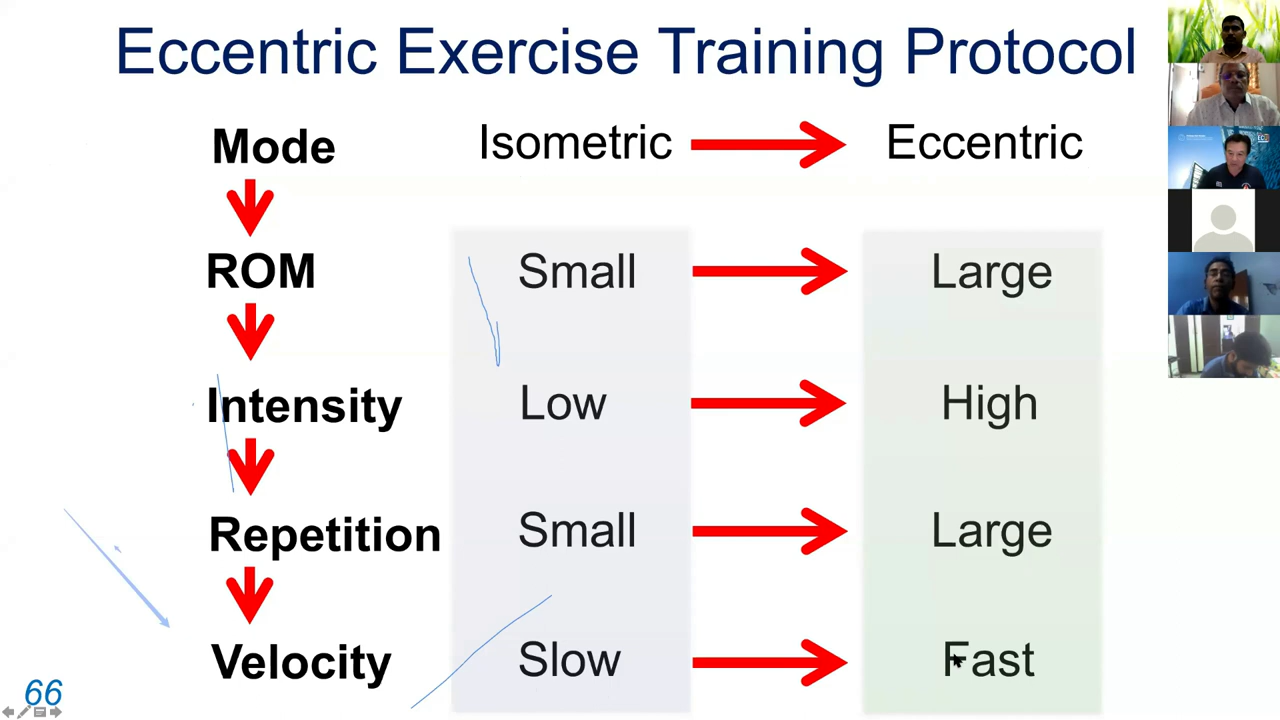 Eccentric Exercise Training Protocol
Mode Isometric Eccentric
ROM Small Large
Intensity Low High
Repetition Small Large
Velocity Slow Fast
66